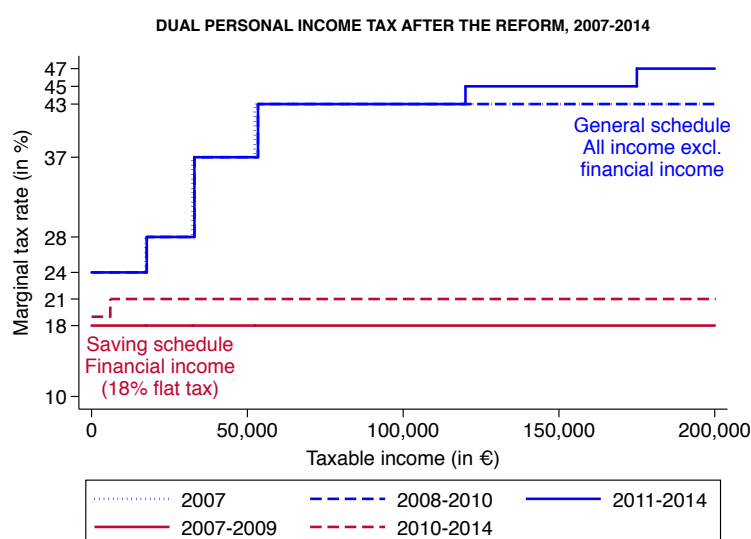 DUAL PERSONAL INCOME TAX AFTER THE REFORM, 2007-2014
Marginal tax rate (in %)
47
45
43
37
28
24
21
18
10
General schedule
All income excl.
financial income
Saving schedule
Financial income
(18% flat tax)
0 50,000 100,000 150,000 200,000
Taxable income (in €)
2007 2008-2010 2011-2014
2007-2009 2010-2014